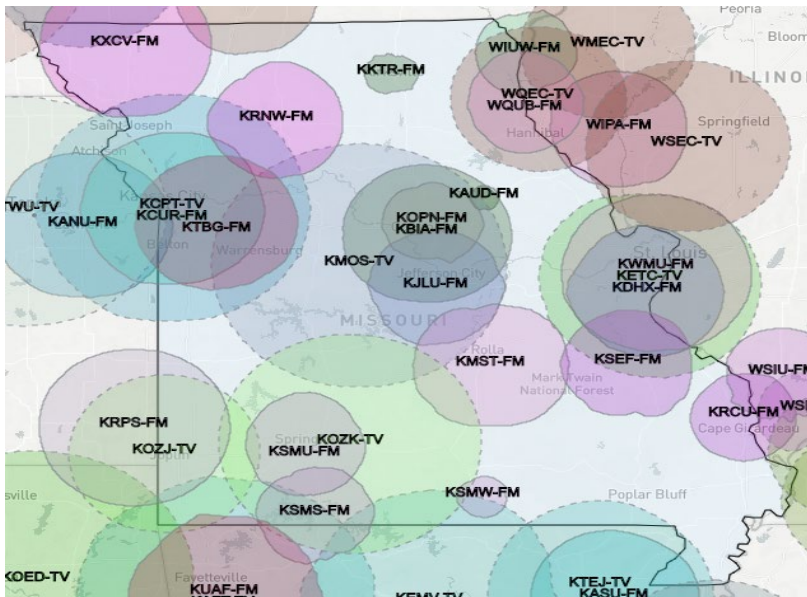 Peoria
KXCV-FM
WIUW-FM
WMEC-TV
Bloom
KKTR-FM
ILLINOI
WQEC-TV
WQUB-FM
KRNW-FM
Saint Joseph
Hannibal
WIPA-FM
Springfield
WSEC-TV
Atchison
KAUD-FM
TWU-TV
KCPT-TV
KANU-FM
KCUR-FM
KTBG-FM
KOPN-FM
KBIA-FM
Belton
Warrensburg
KMOS-TV
Jefferson City
KJLU-FM
St. Louis
KWMU-FM
KETC-TV
KDHX-FM
MISSOURI
Rolla
KMST-FM
KSEF-FM
WSIU-FM
Mark Twain
National Forest
KRCU-FM
WSI
Cape Girardeau
KRPS-FM
KOZJ-TV
Joplin
KOZK-TV
KSMU-FM
KSMW-FM
Poplar Bluff
sville
KSMS-FM
KOED-TV
Fayetteville
KUAF-FM
KEMV-TV
KTEJ-TV
KASU-FM